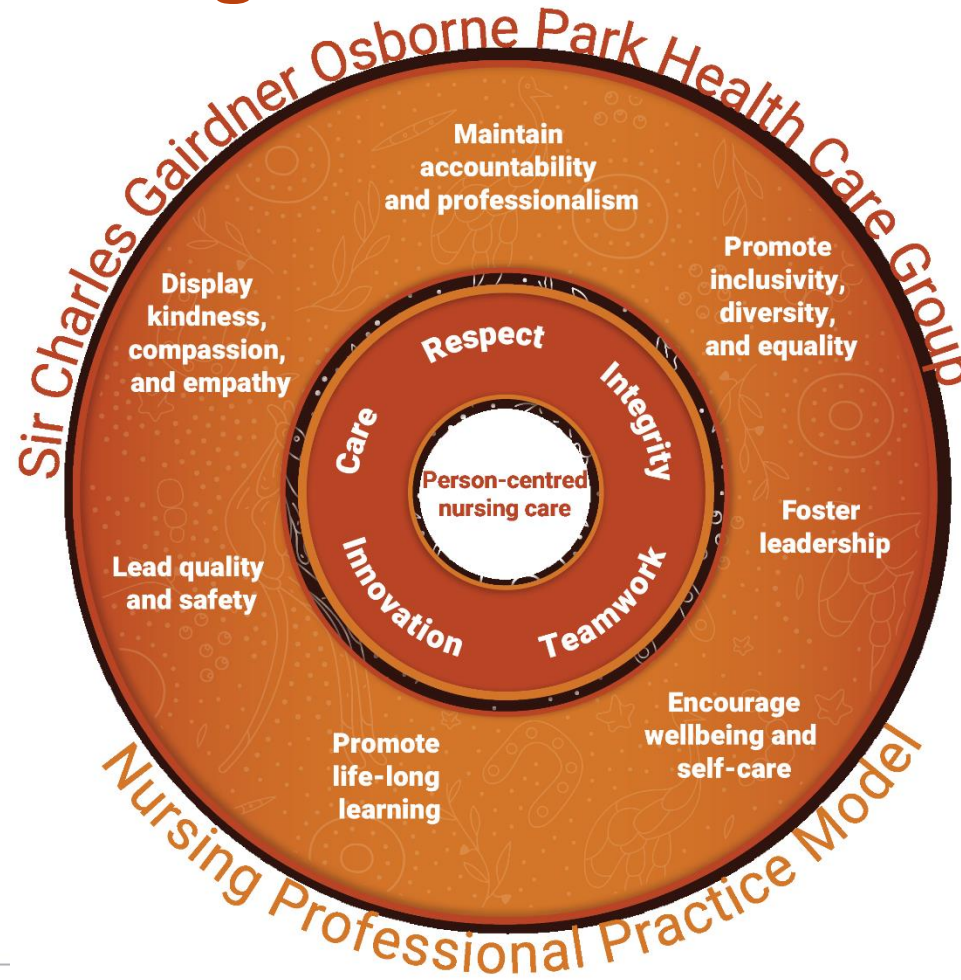 Sir Charles Gairdner Osborne Park Health Care Group
Maintain
accountability
and professionalism
Promote
inclusivity,
diversity,
and equality
Display
kindness,
compassion,
and empathy
Respect
Integrity
Care
Person-centred
nursing care
Foster
leadership
Lead quality
and safety
Innovation
Teamwork
Encourage
wellbeing and
self-care
Promote
life-long
learning
Nursing Professional Practice Model